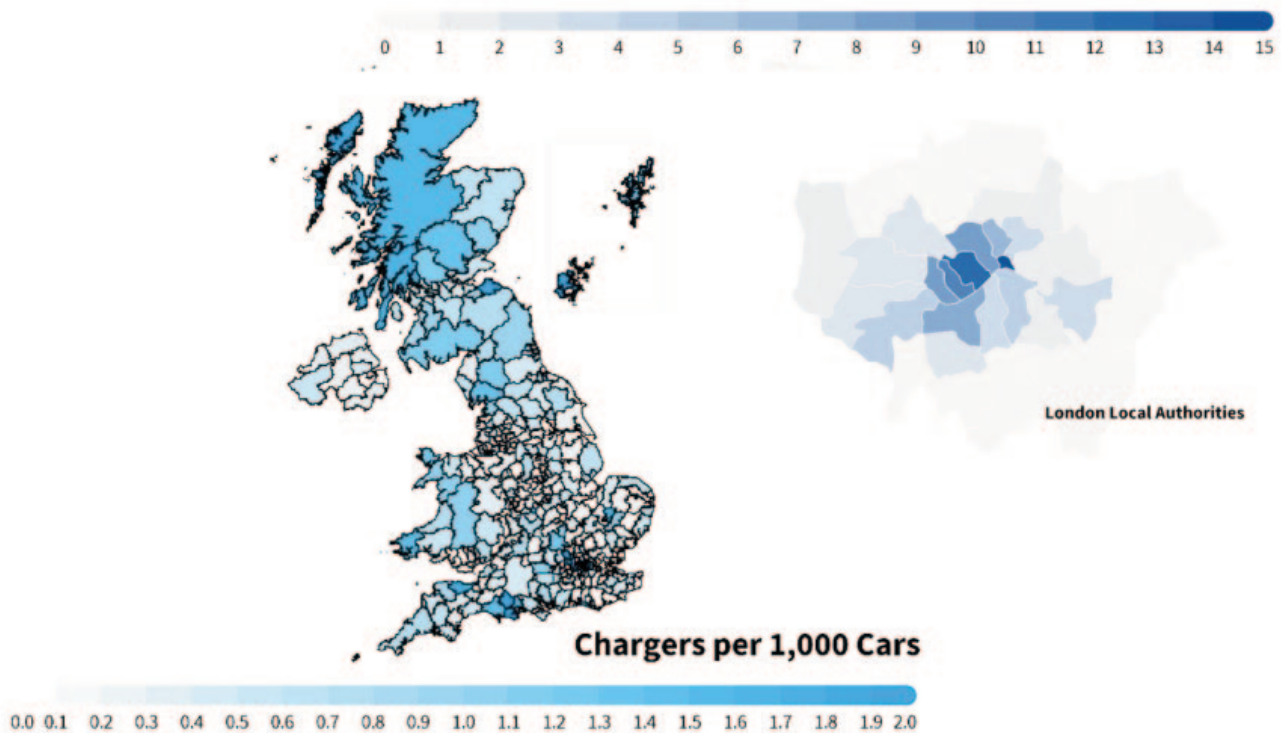 0 1 2 3 4 5 6 7 8 9 10 11 12 13 14 15
London Local Authorities
Chargers per 1,000 Cars
0.0 0.1 0.2 0.3 0.4 0.5 0.6 0.7 0.8 0.9 1.0 1.1 1.2 1.3 1.4 1.5 1.6 1.7 1.8 1.9 2.0